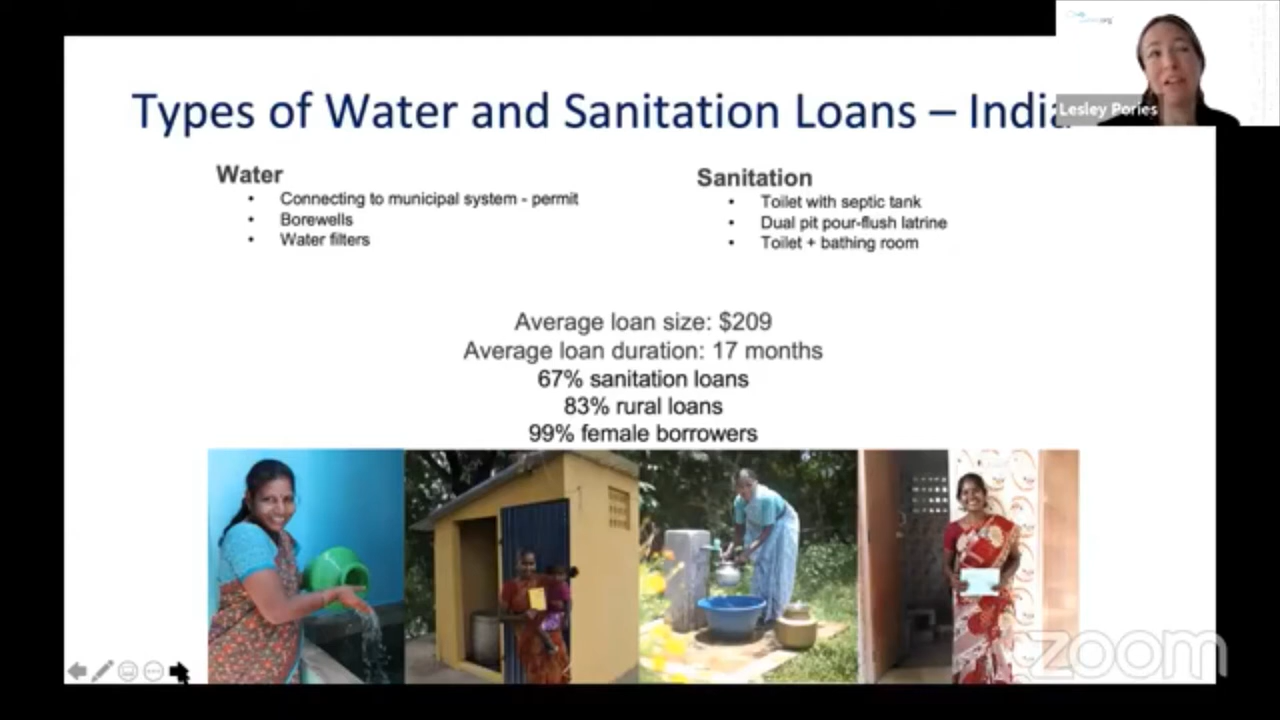 Types of Water and Sanitation Loans – India
Lesley Pories
Water
• Connecting to municipal system - permit
• Borewells
• Water filters
Sanitation
• Toilet with septic tank
• Dual pit pour-flush latrine
• Toilet + bathing room
Average loan size: $209
Average loan duration: 17 months
67% sanitation loans
83% rural loans
99% female borrowers
zoom